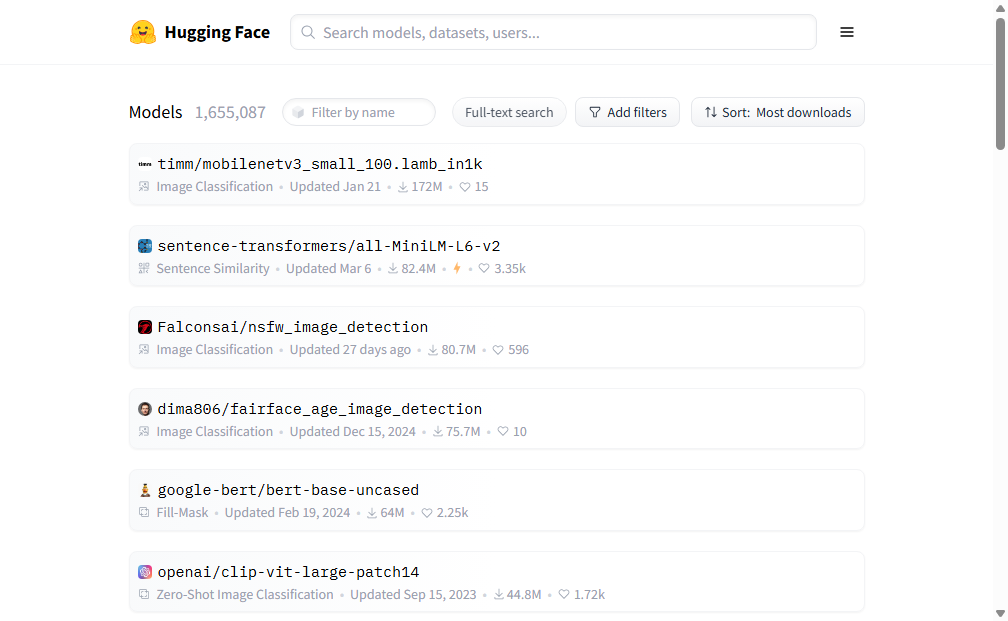 Hugging Face
Search models, datasets, users...
Models 1,655,087 Filter by name Full-text search Add filters Sort: Most downloads
timm timm/mobilenetv3_small_100.lamb_in1k
Image Classification • Updated Jan 21 • 172M • 15
sentence-transformers/all-MiniLM-L6-v2
Sentence Similarity • Updated Mar 6 • 82.4M • • 3.35k
Falconsai/nsfw_image_detection
Image Classification • Updated 27 days ago • 80.7M • 596
dima806/fairface_age_image_detection
Image Classification • Updated Dec 15, 2024 • 75.7M • 10
google-bert/bert-base-uncased
Fill-Mask • Updated Feb 19, 2024 • 64M • 2.25k
openai/clip-vit-large-patch14
Zero-Shot Image Classification • Updated Sep 15, 2023 • 44.8M • 1.72k